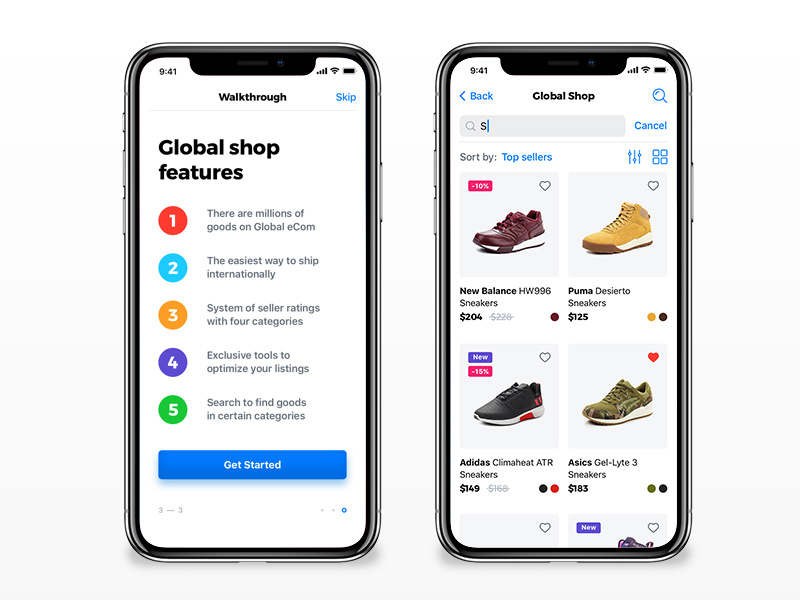 9:41
Walkthrough
Skip
Global shop
features
1
There are millions of
goods on Global eCom
2
The easiest way to ship
internationally
3
System of seller ratings
with four categories
4
Exclusive tools to
optimize your listings
5
Search to find goods
in certain categories
Get Started
3 — 3
9:41
Back
Global Shop
S
Cancel
Sort by: Top sellers
-10%
New Balance HW996
Sneakers
$204 $228
Puma Desierto
Sneakers
$125
New
-15%
Adidas Climaheat ATR
Sneakers
$149 $168
Asics Gel-Lyte 3
Sneakers
$183
New